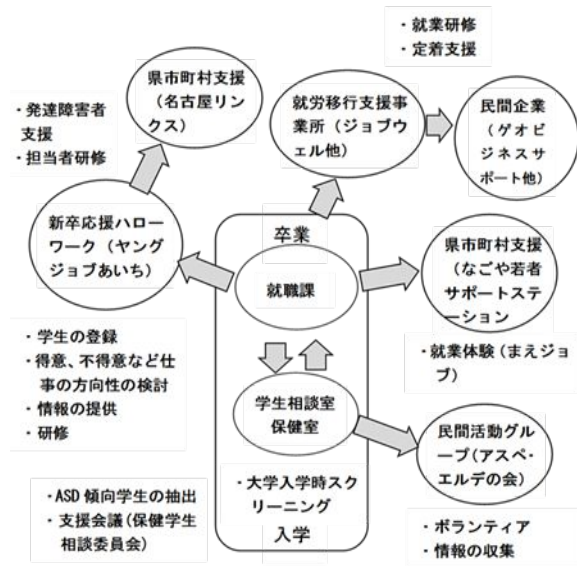 ・就業研修
・定着支援
県市町村支援
（名古屋リン
クス）
就労移行支援事
業所（ジョブウ
ェル他）
民間企業
（ゲオビ
ジネスサ
ポート他）
・発達障害者
支援
・担当者研修
新卒応援ハロー
ワーク（ヤング
ジョブあいち）
卒業
就職課
県市町村支援
（なごや若者
サポートステ
ーション
・就業体験（まえジョ
ブ）
・学生の登録
・得意、不得意など仕
事の方向性の検討
・情報の提供
・研修
学生相談室
保健室
民間活動グルー
プ（アスペ・
エルデの会）
・大学入学時スク
リーニング
入学
・ASD 傾向学生の抽出
・支援会議（保健学生
相談委員会）
・ボランティア
・情報の収集